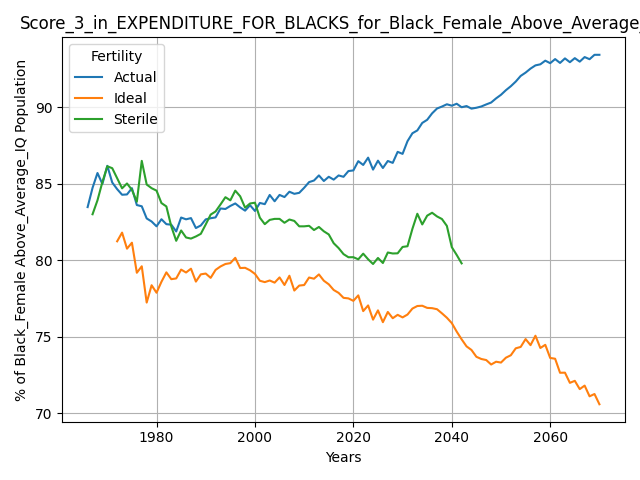 Score_3_in_EXPENDITURE_FOR_BLACKS_for_Black_Female_Above_Average_
Fertility
Actual
Ideal
Sterile
% of Black_Female Above_Average_IQ Population
90
85
80
75
70
1980
2000
2020
2040
2060
Years